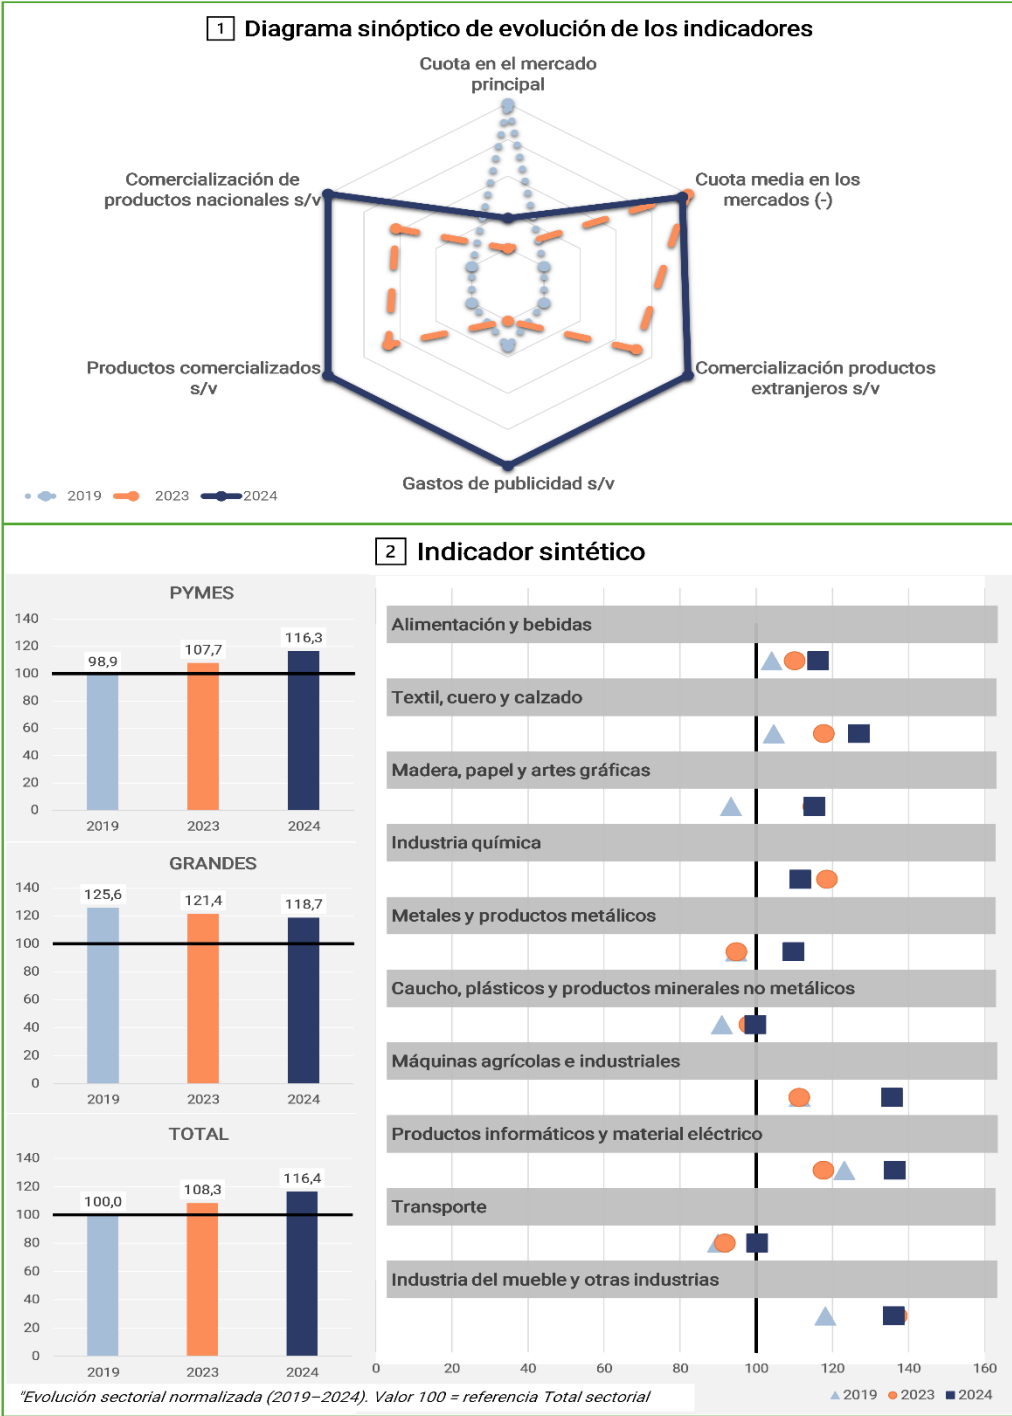 1 Diagrama sinóptico de evolución de los indicadores
Cuota en el mercado
principal
Comercialización de
productos nacionales s/v
Cuota media en los
mercados (-)
Productos comercializados
s/v
Comercialización productos
extranjeros s/v
Gastos de publicidad s/v
2019 2023 2024
2 Indicador sintético
PYMES
140
120
100
80
60
40
20
0
98,9
107,7
116,3
2019 2023 2024
GRANDES
140
120
100
80
60
40
20
0
125,6
121,4
118,7
2019 2023 2024
TOTAL
140
120
100
80
60
40
20
0
100,0
108,3
116,4
2019 2023 2024
Alimentación y bebidas
Textil, cuero y calzado
Madera, papel y artes gráficas
Industria química
Metales y productos metálicos
Caucho, plásticos y productos minerales no metálicos
Máquinas agrícolas e industriales
Productos informáticos y material eléctrico
Transporte
Industria del mueble y otras industrias
0 20 40 60 80 100 120 140 160
2019 2023 2024
"Evolución sectorial normalizada (2019–2024). Valor 100 = referencia Total sectorial